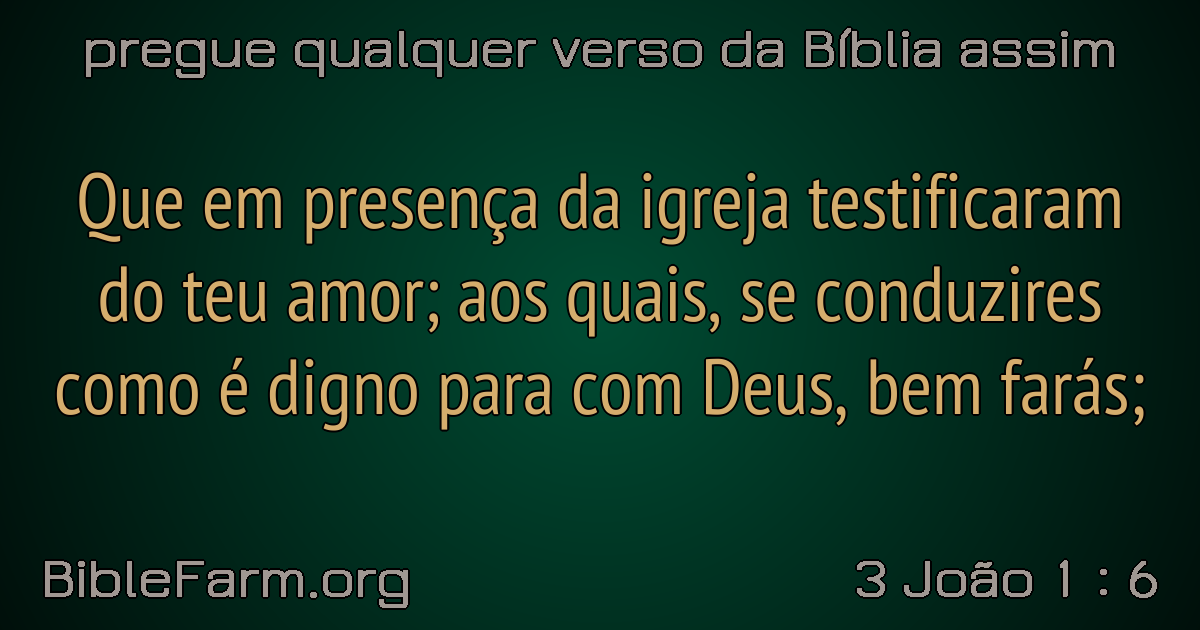 pregue qualquer verso da Bíblia assim
Que em presença da igreja testificaram
do teu amor; aos quais, se conduzires
como é digno para com Deus, bem farás;
BibleFarm.org
3 João 1 : 6